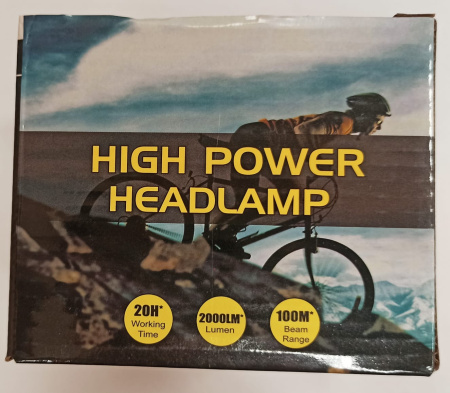 HIGH POWER
HEADLAMP
20H*
Working
Time
2000LM*
Lumen
100M*
Beam
Range